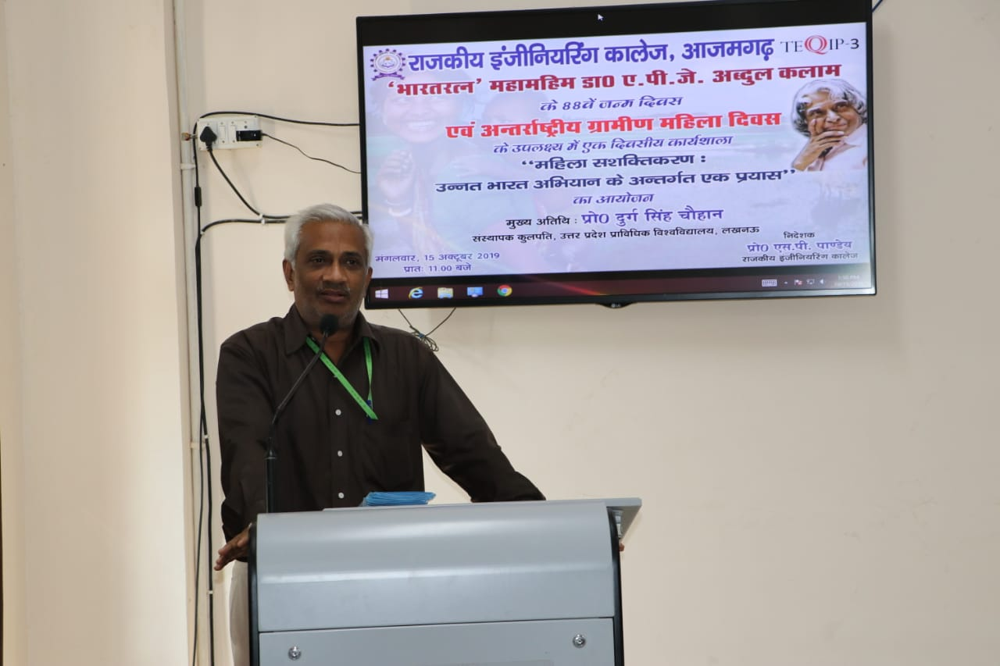 राजकीय इंजीनियरिंग कालेज, आजमगढ़
TEQIP-3
‘भारतरत्न’ महामहिम डा0 ए.पी.जे. अब्दुल कलाम
के 88वें जन्म दिवस
एवं अन्तर्राष्ट्रीय ग्रामीण महिला दिवस
के उपलक्ष्य में एक दिवसीय कार्यशाला
“महिला सशक्तिकरण :
उन्नत भारत अभियान के अन्तर्गत एक प्रयास”
का आयोजन
मुख्य अतिथि : प्रो0 दुर्ग सिंह चौहान
संस्थापक कुलपति, उत्तर प्रदेश प्राविधिक विश्वविद्यालय, लखनऊ
मंगलवार, 15 अक्टूबर 2019
प्रातः 11.00 बजे
निदेशक
प्रो0 एस.पी. पाण्डेय
राजकीय इंजीनियरिंग कालेज
LG